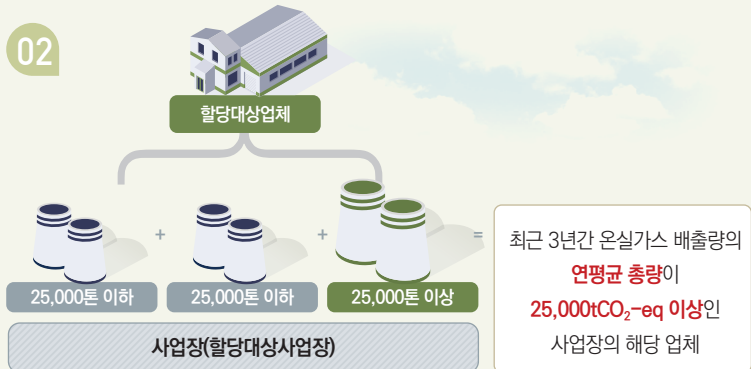 02
할당대상업체
+
+
=
25,000톤 이하
25,000톤 이하
25,000톤 이상
사업장(할당대상사업장)
최근 3년간 온실가스 배출량의
연평균 총량이
25,000tCO₂-eq 이상인
사업장의 해당 업체